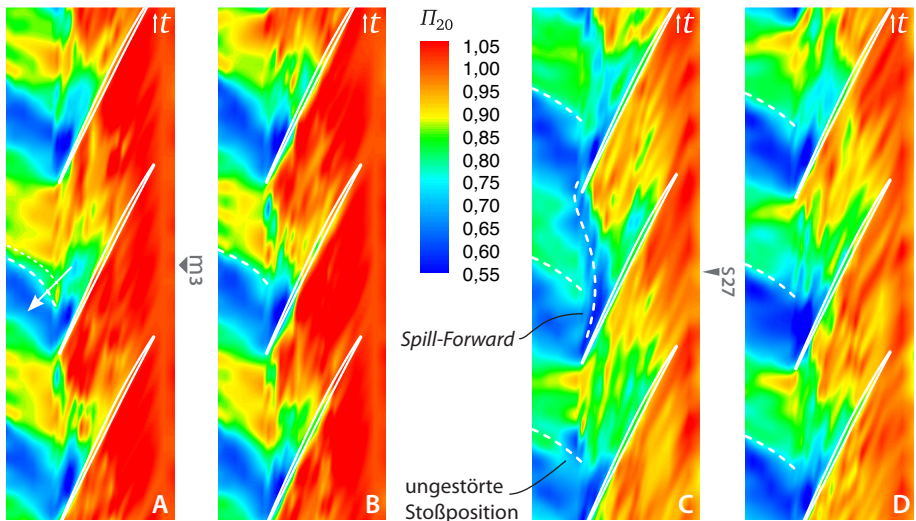 ↑t
↑t
Π20
1,05
1,00
0,95
0,90
0,85
0,80
0,75
0,70
0,65
0,60
0,55
↑t
↑t
m3
S27
Spill-Forward
ungestörte
Stoßposition
A
B
C
D